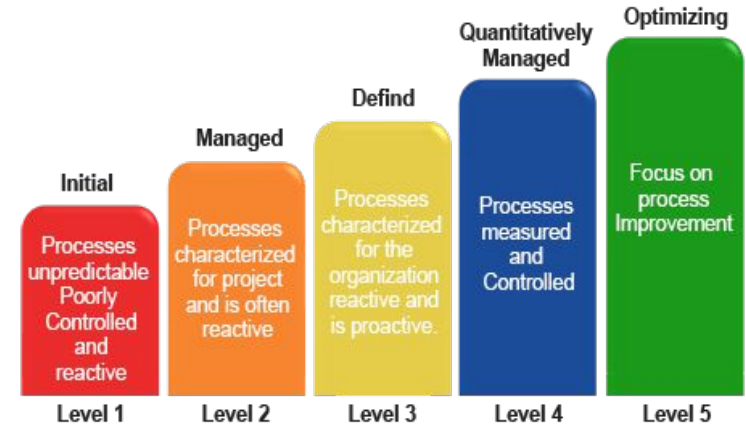 Initial
Processes
unpredictable
Poorly
Controlled
and
reactive
Level 1
Managed
Processes
characterized
for project
and is often
reactive
Level 2
Defind
Processes
characterized
for the
organization
reactive and
is proactive.
Level 3
Quantitatively
Managed
Processes
measured
and
Controlled
Level 4
Optimizing
Focus on
process
Improvement
Level 5